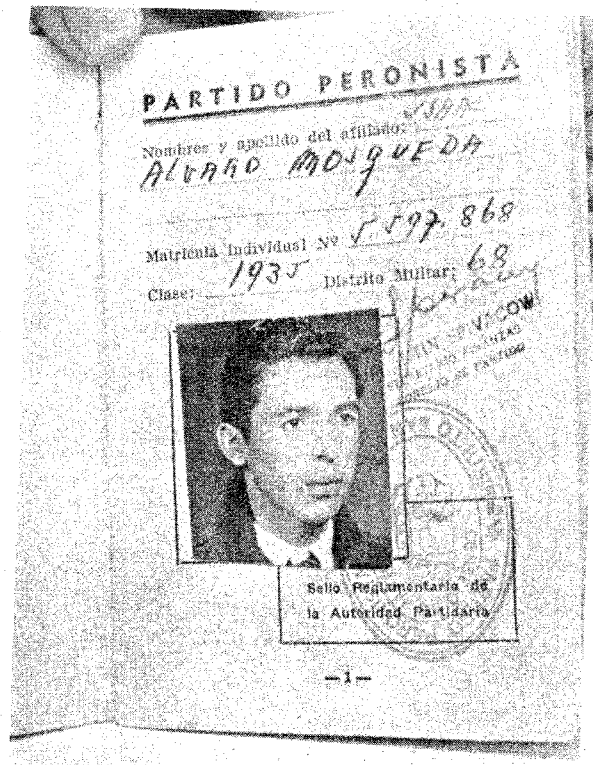 PARTIDO PERONISTA
Nombres y apellido del afiliado:
ALVARO MOSQUEDA
Matrícula Individual Nº 5 597.868
Clase: 1935 Distrito Militar: 68
Sello Reglamentario de
la Autoridad Partidaria
—1—